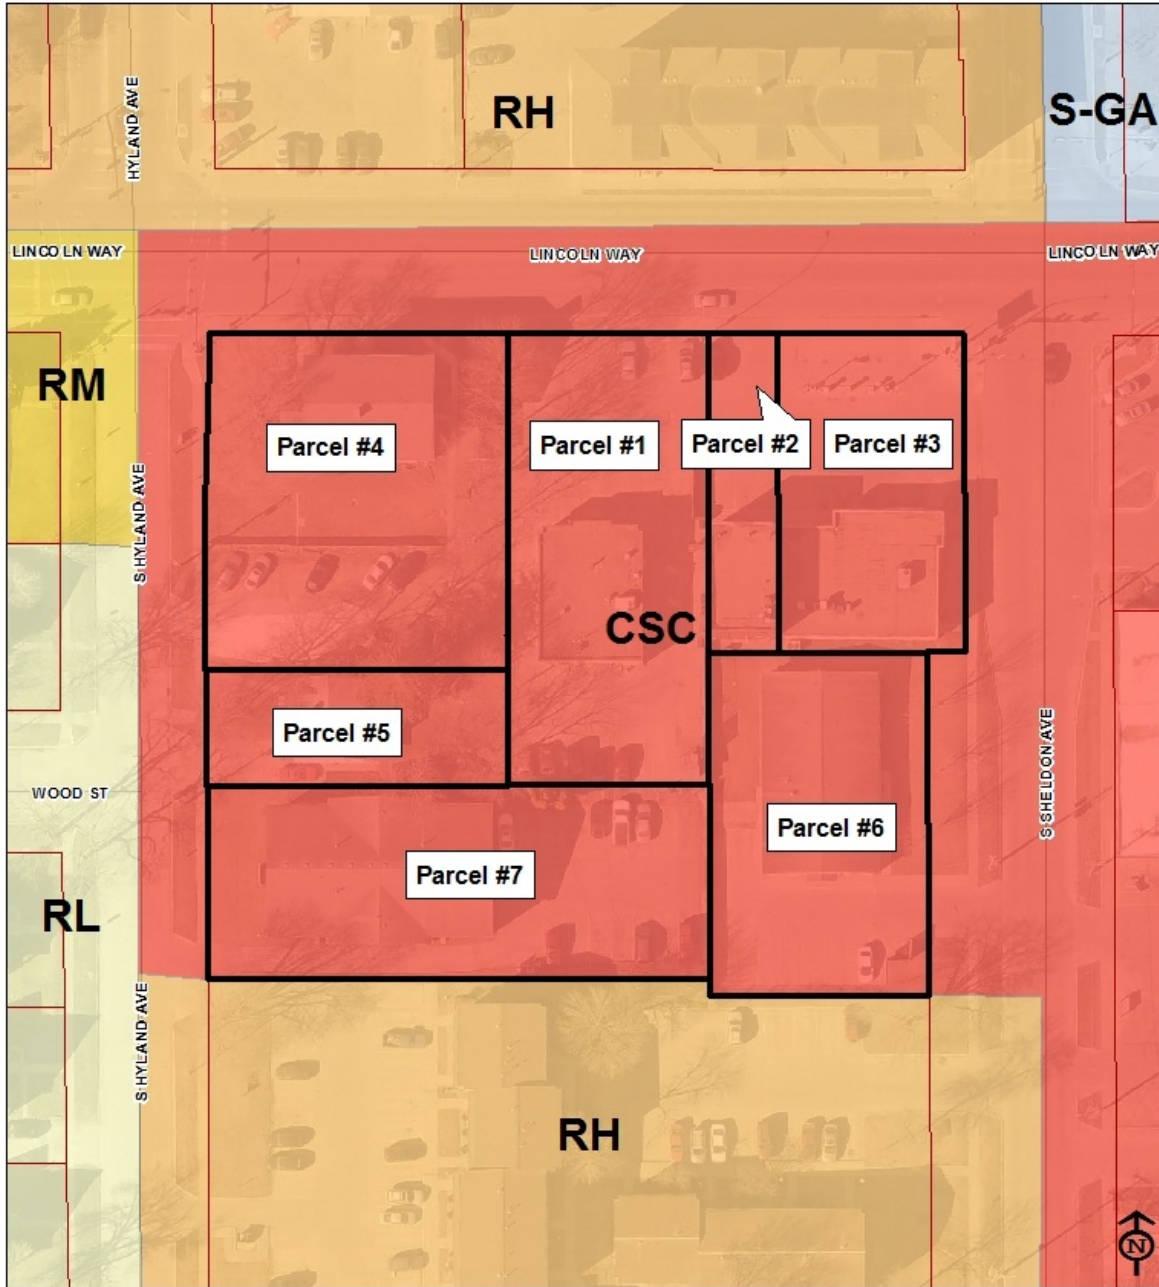 HYLAND AVE
RH
S-GA
LINCOLN WAY
LINCOLN WAY
LINCOLN WAY
RM
Parcel #4
Parcel #1
Parcel #2
Parcel #3
S HYLAND AVE
CSC
Parcel #5
WOOD ST
S SHELDON AVE
Parcel #6
Parcel #7
RL
S HYLAND AVE
RH
N